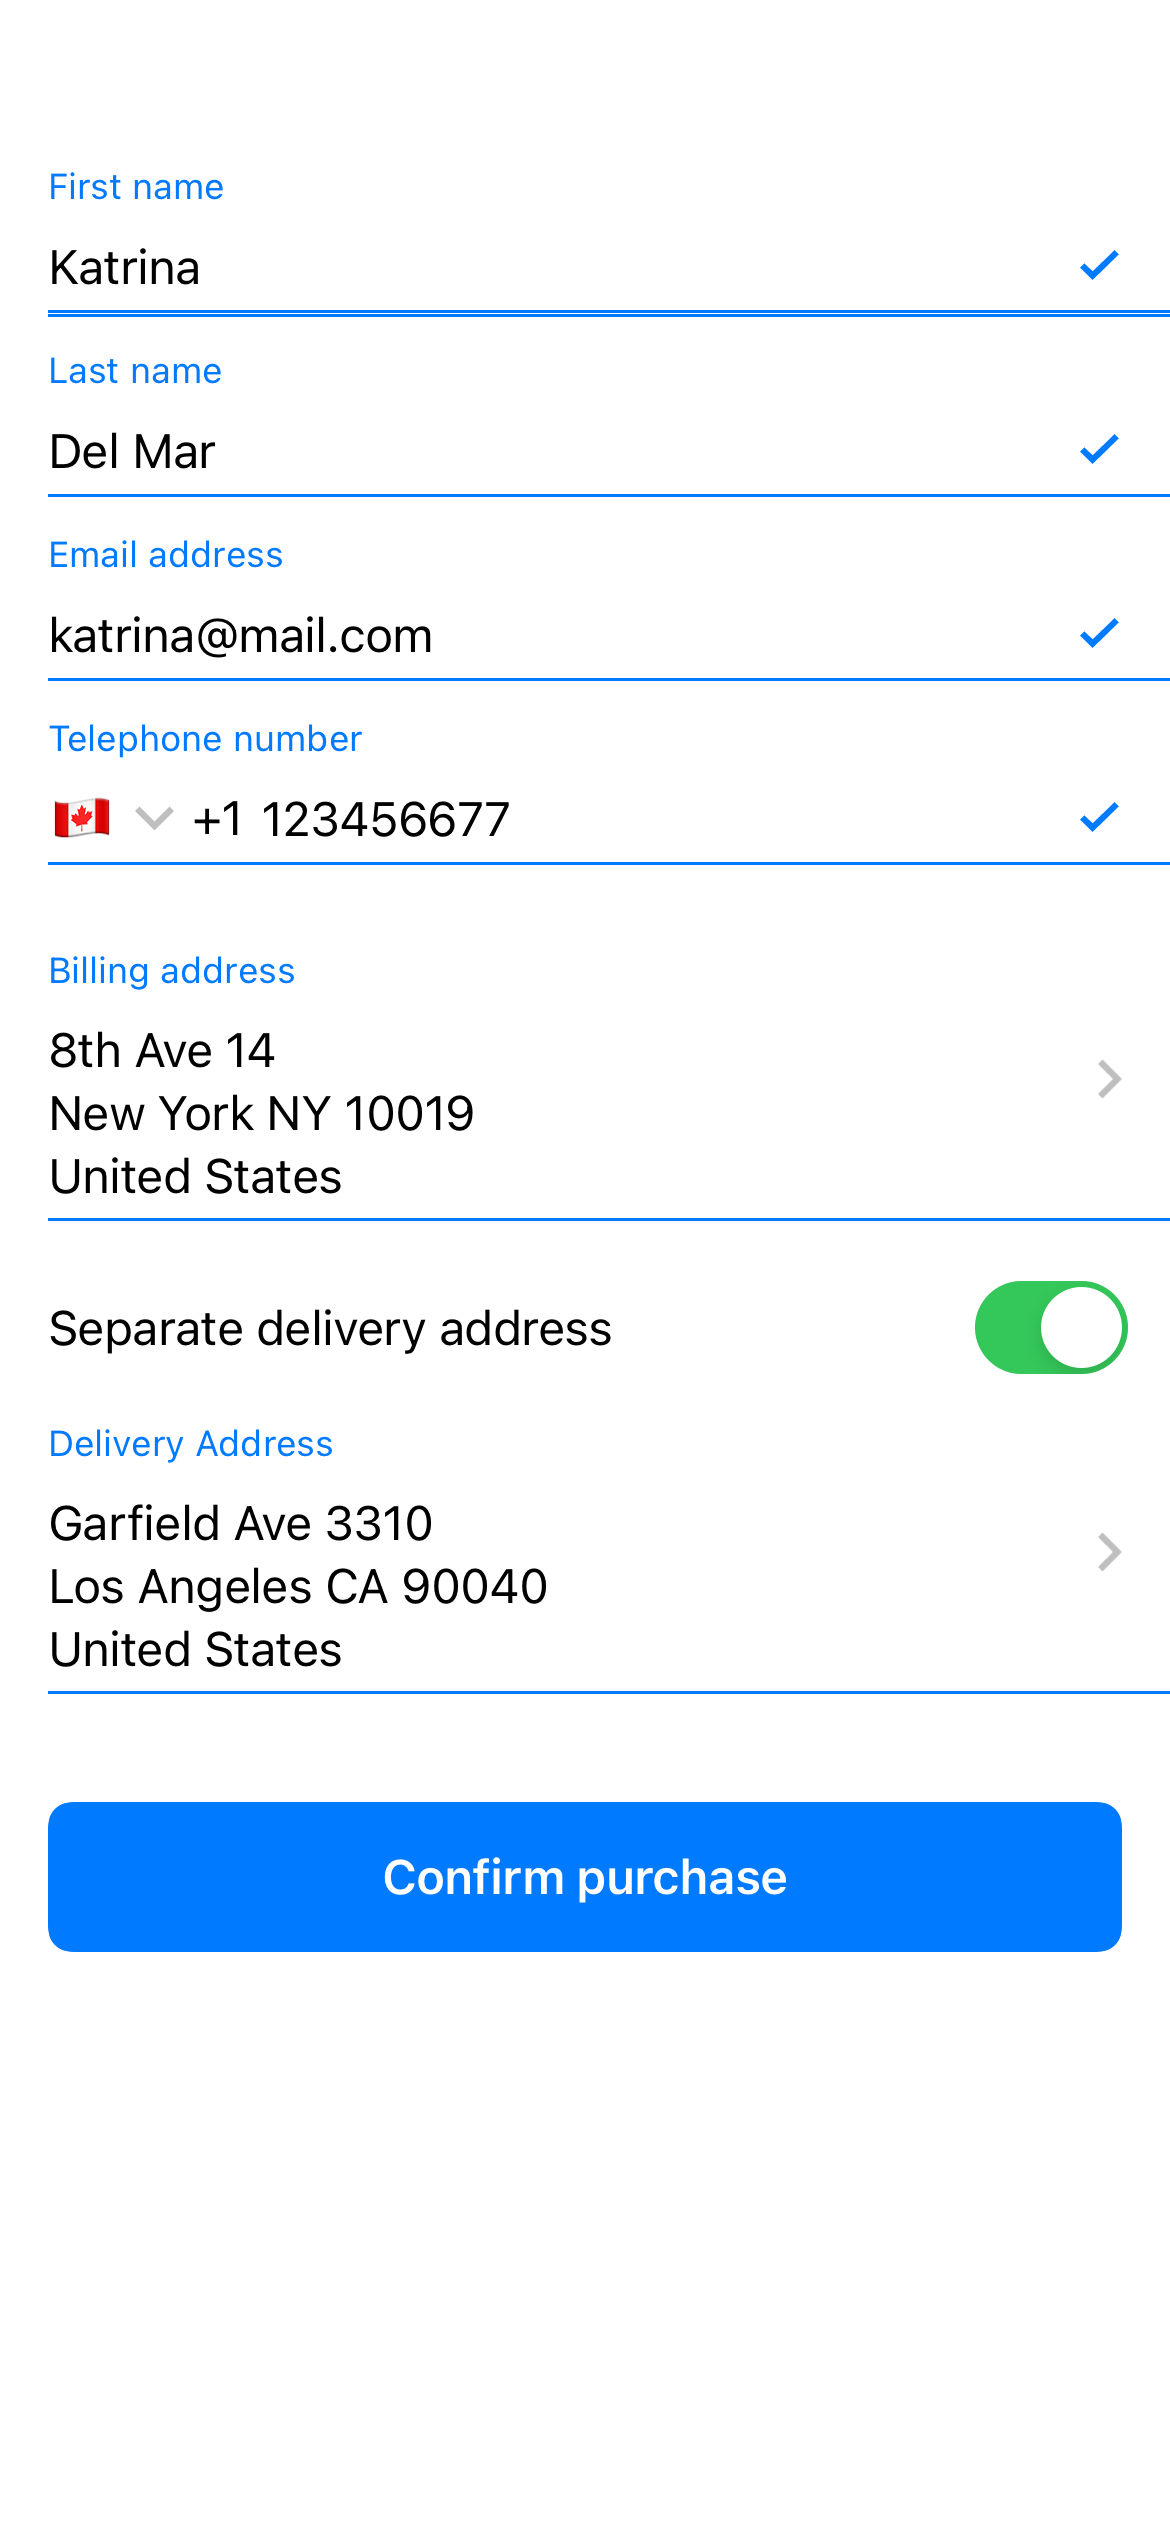 First name
Katrina
Last name
Del Mar
Email address
katrina@mail.com
Telephone number
+1 123456677
Billing address
8th Ave 14
New York NY 10019
United States
Separate delivery address
Delivery Address
Garfield Ave 3310
Los Angeles CA 90040
United States
Confirm purchase